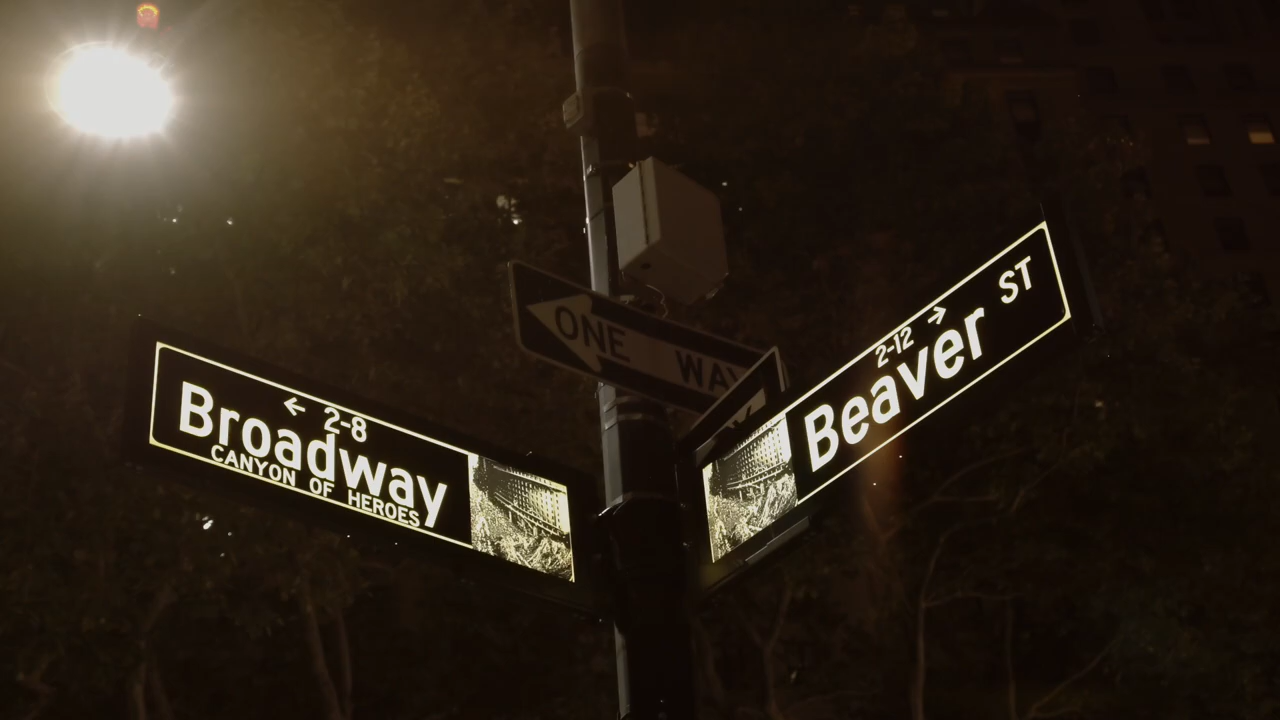 ONE WAY
← 2-8
Broadway
CANYON OF HEROES
2-12 →
Beaver ST